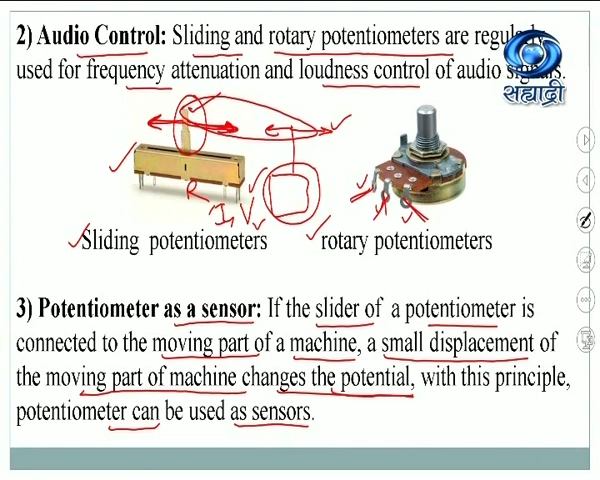 2) Audio Control: Sliding and rotary potentiometers are regularly
used for frequency attenuation and loudness control of audio signals.
सह्याद्री
R
I, V
Sliding potentiometers
rotary potentiometers
3) Potentiometer as a sensor: If the slider of a potentiometer is
connected to the moving part of a machine, a small displacement of
the moving part of machine changes the potential, with this principle,
potentiometer can be used as sensors.